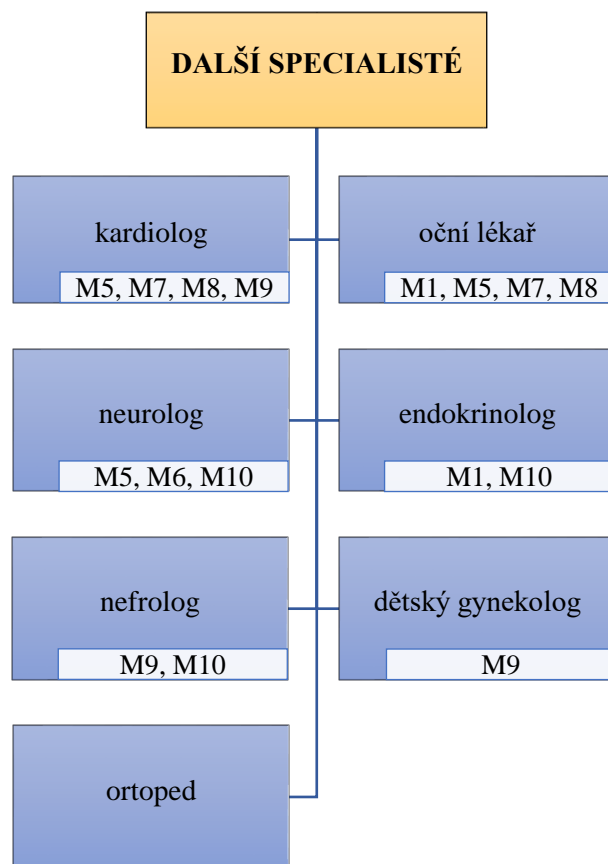 DALŠÍ SPECIALISTÉ
kardiolog
M5, M7, M8, M9
oční lékař
M1, M5, M7, M8
neurolog
M5, M6, M10
endokrinolog
M1, M10
nefrolog
M9, M10
dětský gynekolog
M9
ortoped